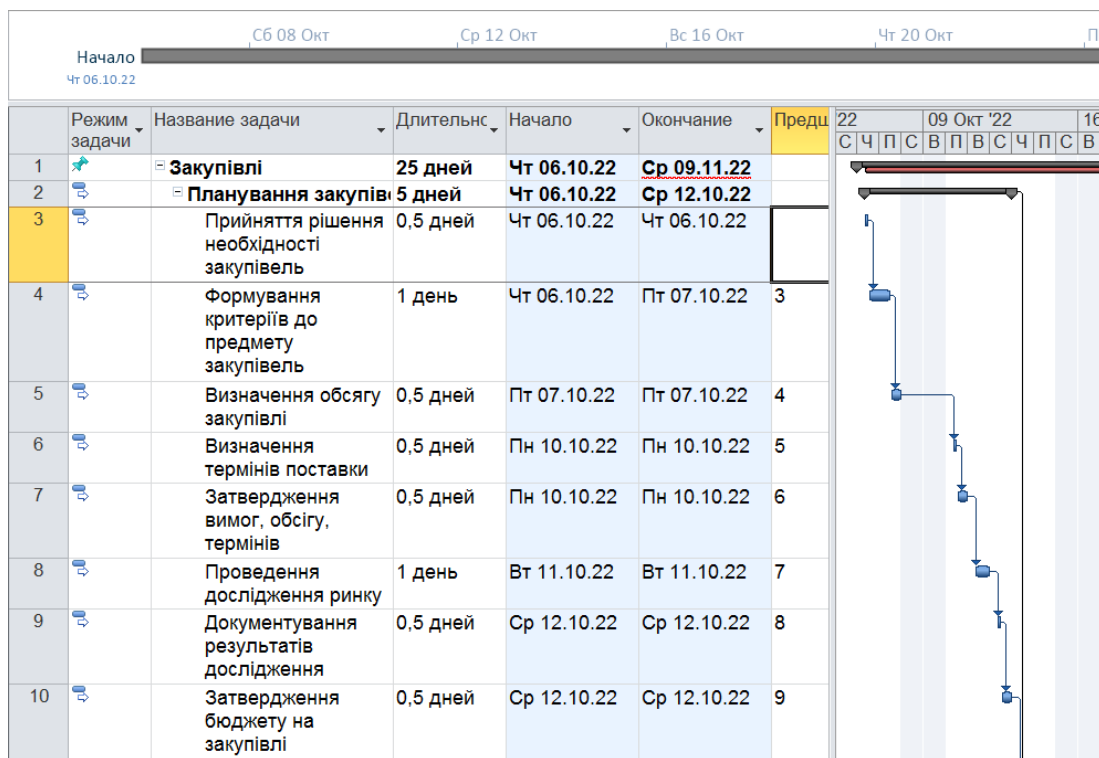 Сб 08 Окт Ср 12 Окт Вс 16 Окт Чт 20 Окт П
Начало
Чт 06.10.22
Режим задачи Название задачи Длительнс Начало Окончание Предц 22 09 Окт '22 16
С Ч П С В П В С Ч П С В
1 Закупівлі 25 дней Чт 06.10.22 Ср 09.11.22
2 Планування закупів 5 дней Чт 06.10.22 Ср 12.10.22
3 Прийняття рішення 0,5 дней Чт 06.10.22 Чт 06.10.22
необхідності
закупівель
4 Формування 1 день Чт 06.10.22 Пт 07.10.22 3
критеріїв до
предмету
закупівель
5 Визначення обсягу 0,5 дней Пт 07.10.22 Пт 07.10.22 4
закупівлі
6 Визначення 0,5 дней Пн 10.10.22 Пн 10.10.22 5
термінів поставки
7 Затвердження 0,5 дней Пн 10.10.22 Пн 10.10.22 6
вимог, обсігу,
термінів
8 Проведення 1 день Вт 11.10.22 Вт 11.10.22 7
дослідження ринку
9 Документування 0,5 дней Ср 12.10.22 Ср 12.10.22 8
результатів
дослідження
10 Затвердження 0,5 дней Ср 12.10.22 Ср 12.10.22 9
бюджету на
закупівлі